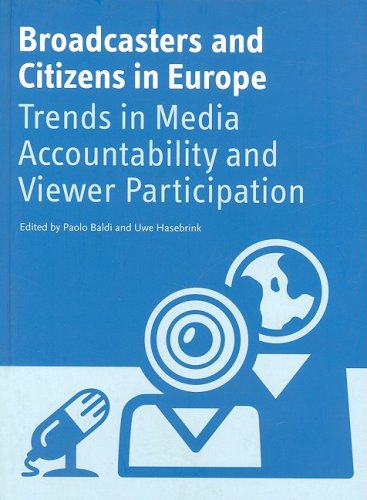 Broadcasters and
Citizens in Europe
Trends in Media
Accountability and
Viewer Participation
Edited by Paolo Baldi and Uwe Hasebrink